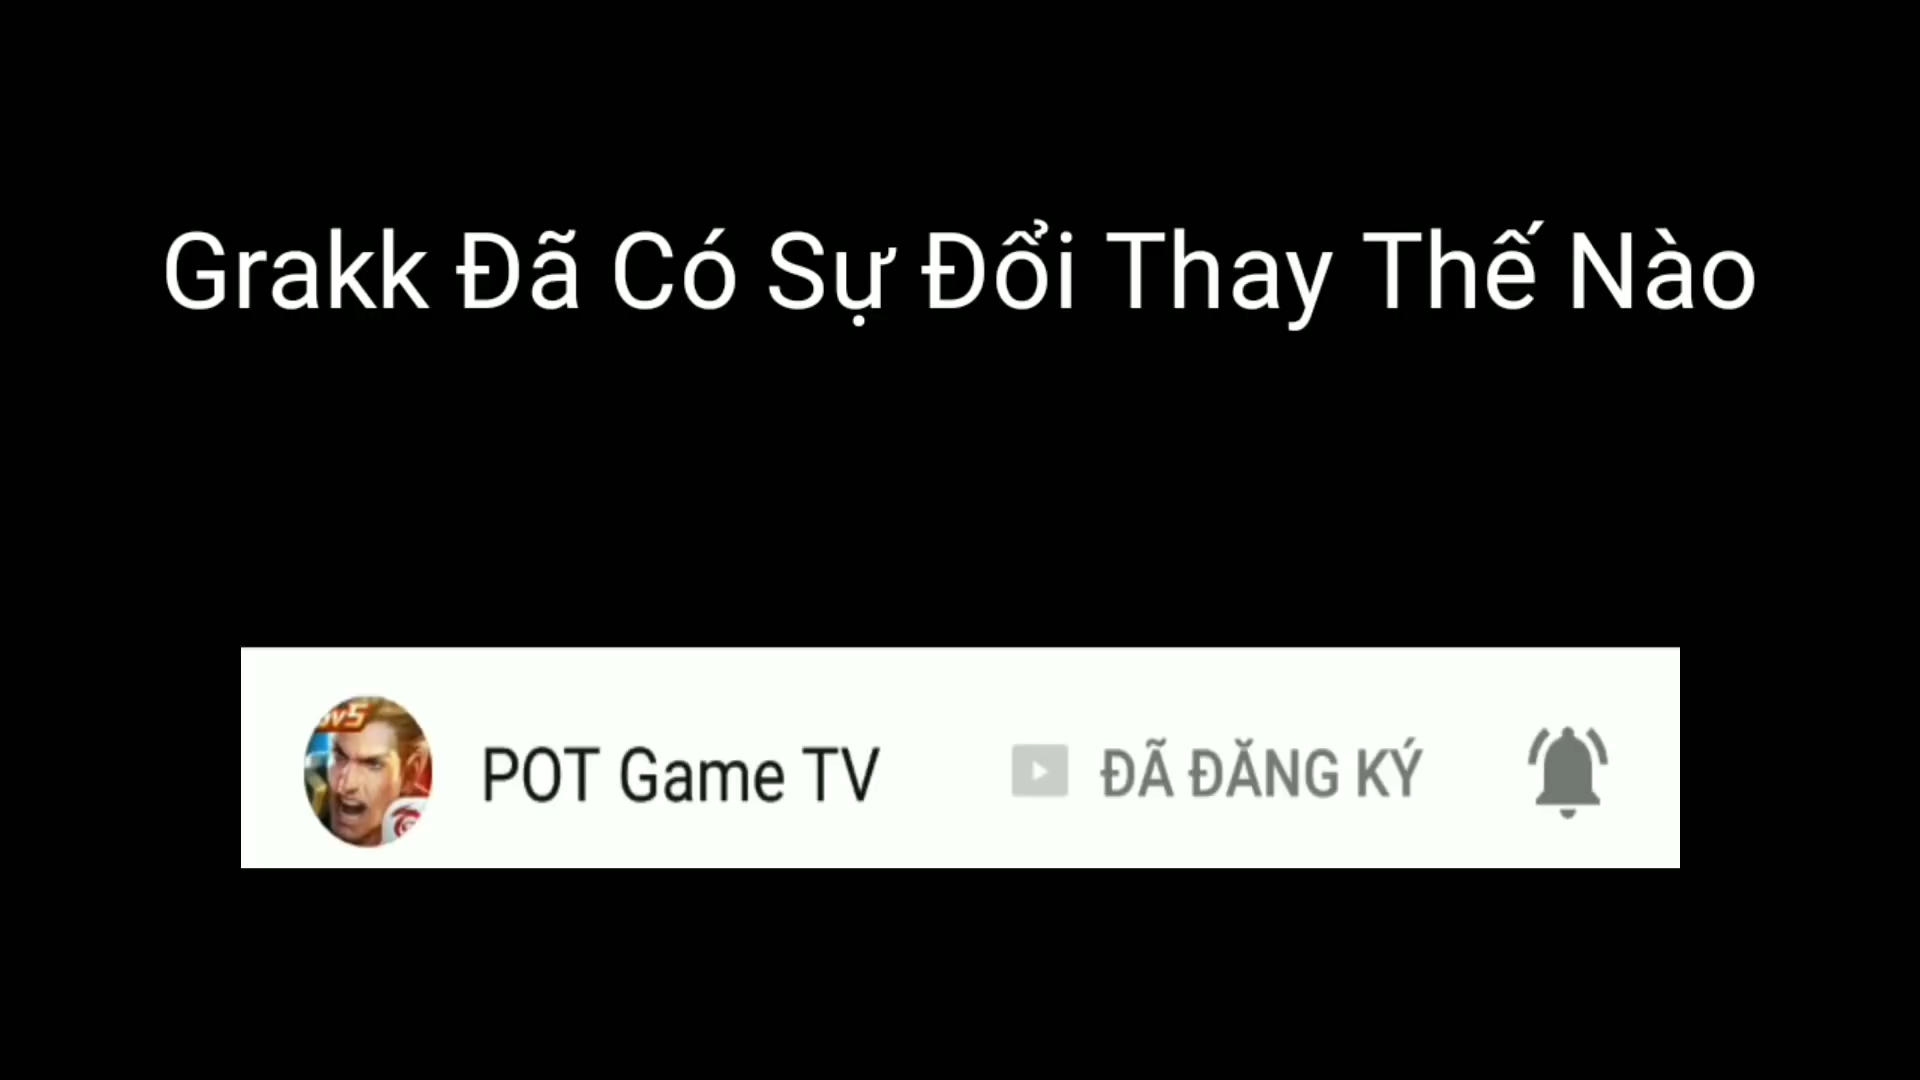 Grakk Đã Có Sự Đổi Thay Thế Nào
POT Game TV ĐÃ ĐĂNG KÝ